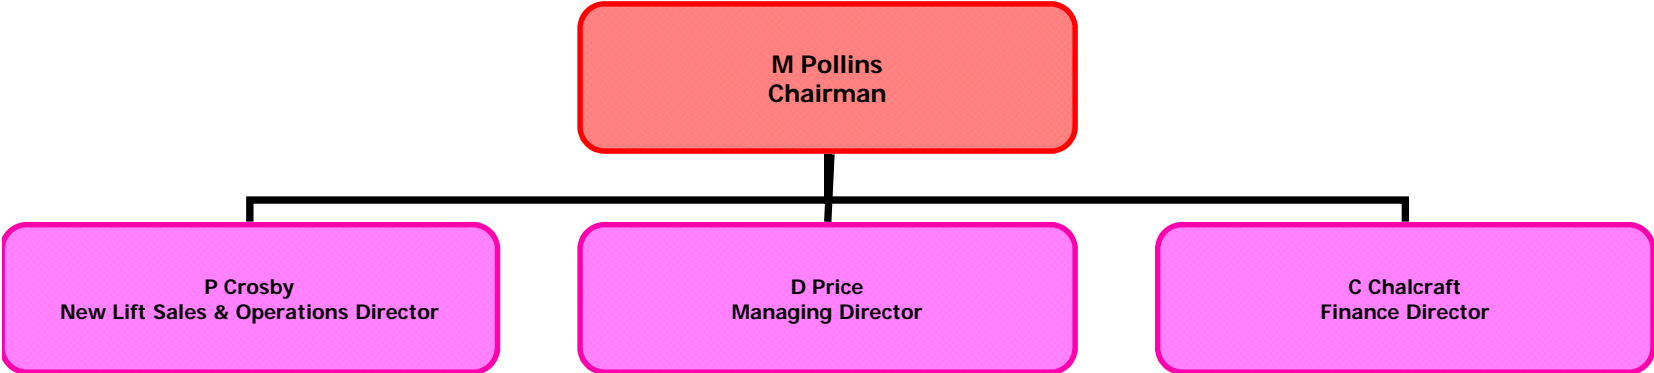 M Pollins
Chairman
P Crosby
New Lift Sales & Operations Director
D Price
Managing Director
C Chalcraft
Finance Director